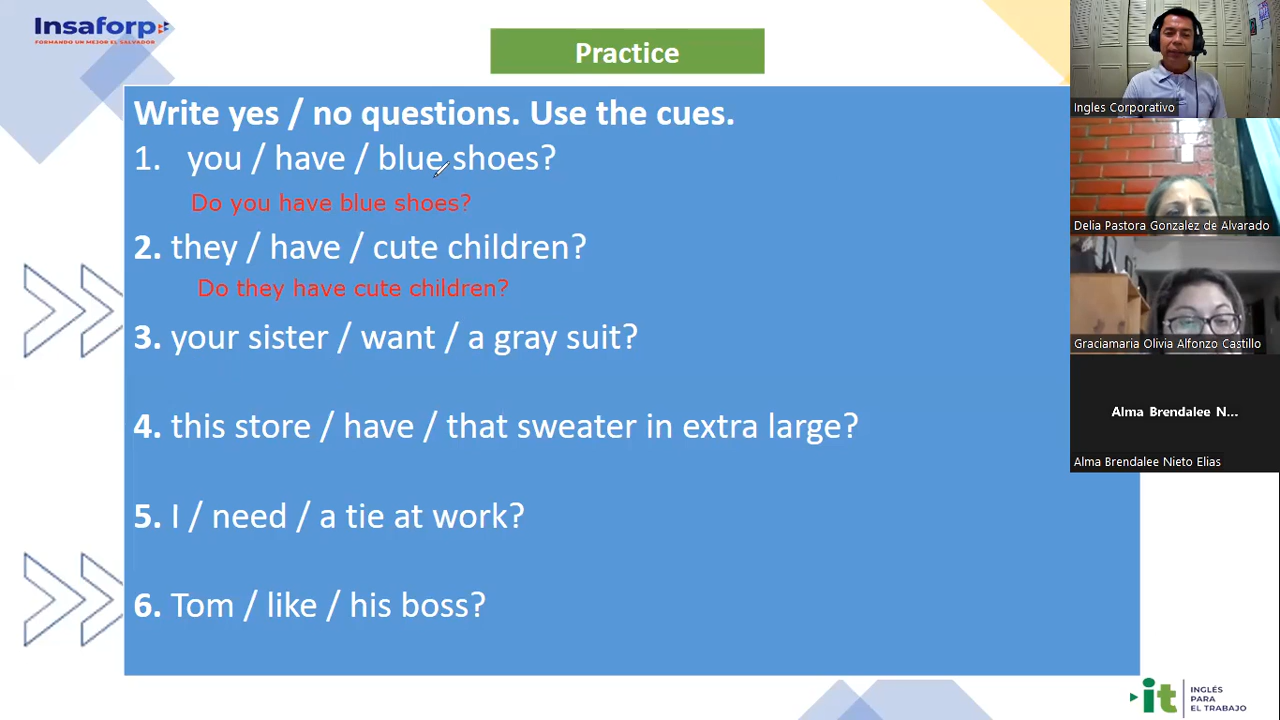 Insaforp
FORMANDO UN MEJOR EL SALVADOR
Practice
Write yes / no questions. Use the cues.
1. you / have / blue shoes?
Do you have blue shoes?
2. they / have / cute children?
Do they have cute children?
3. your sister / want / a gray suit?
4. this store / have / that sweater in extra large?
5. I / need / a tie at work?
6. Tom / like / his boss?
Ingles Corporativo
Delia Pastora Gonzalez de Alvarado
Graciamaria Olivia Alfonzo Castillo
Alma Brendalee N...
Alma Brendalee Nieto Elias
it
INGLÉS
PARA
EL TRABAJO